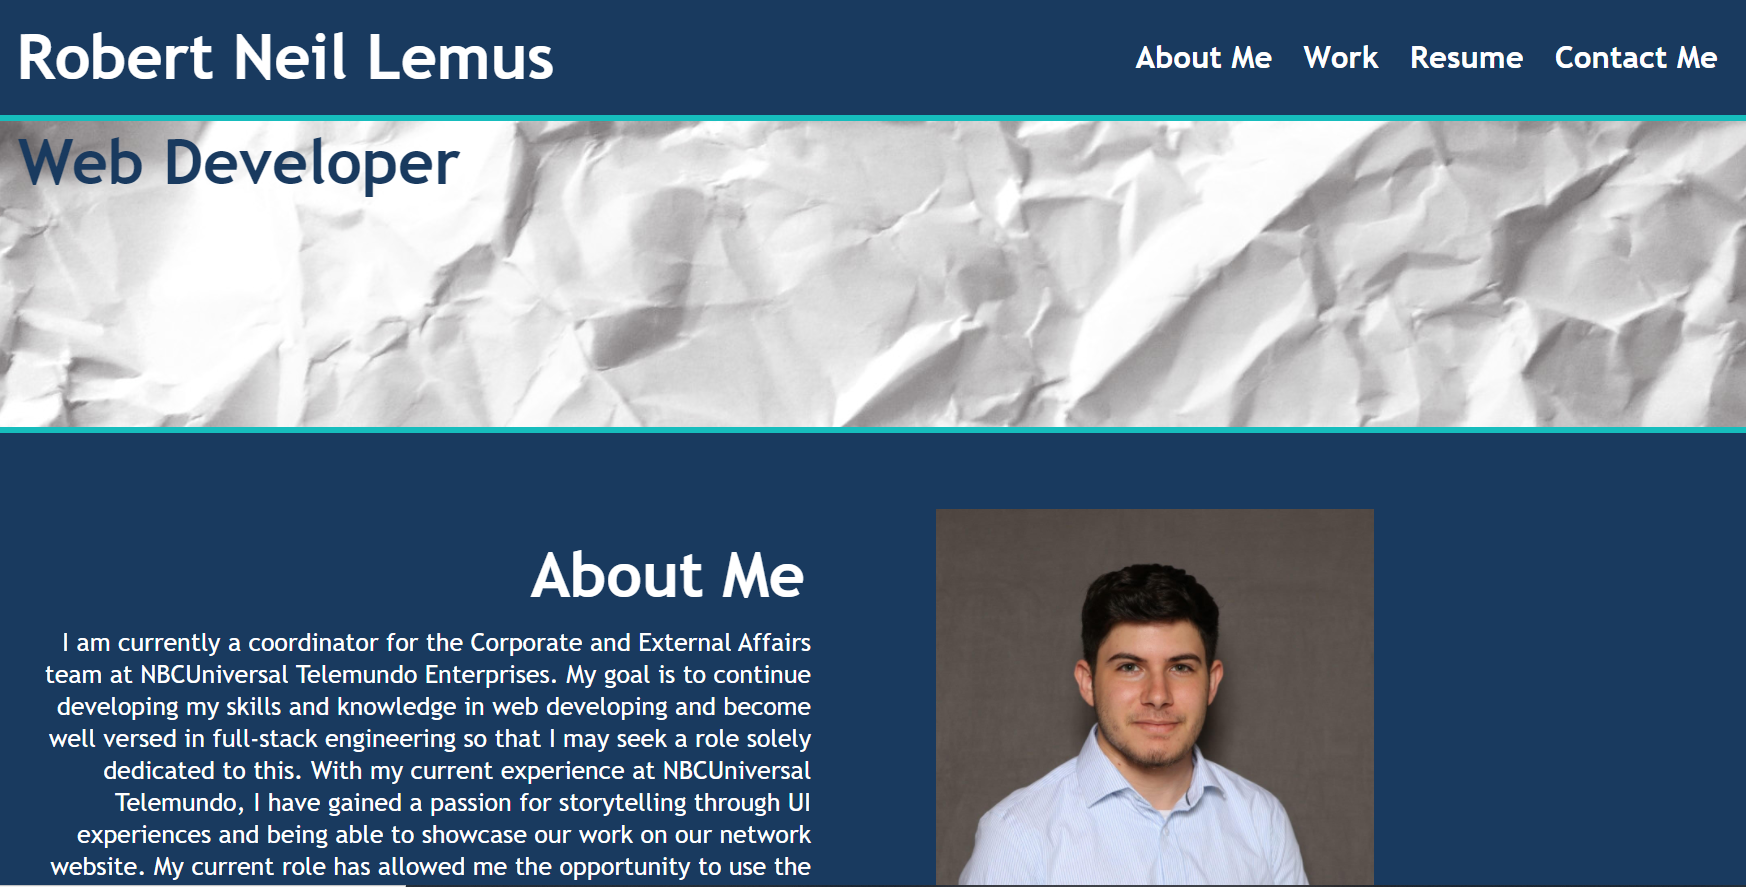 Robert Neil Lemus
About Me Work Resume Contact Me
Web Developer
About Me
I am currently a coordinator for the Corporate and External Affairs
team at NBCUniversal Telemundo Enterprises. My goal is to continue
developing my skills and knowledge in web developing and become
well versed in full-stack engineering so that I may seek a role solely
dedicated to this. With my current experience at NBCUniversal
Telemundo, I have gained a passion for storytelling through UI
experiences and being able to showcase our work on our network
website. My current role has allowed me the opportunity to use the